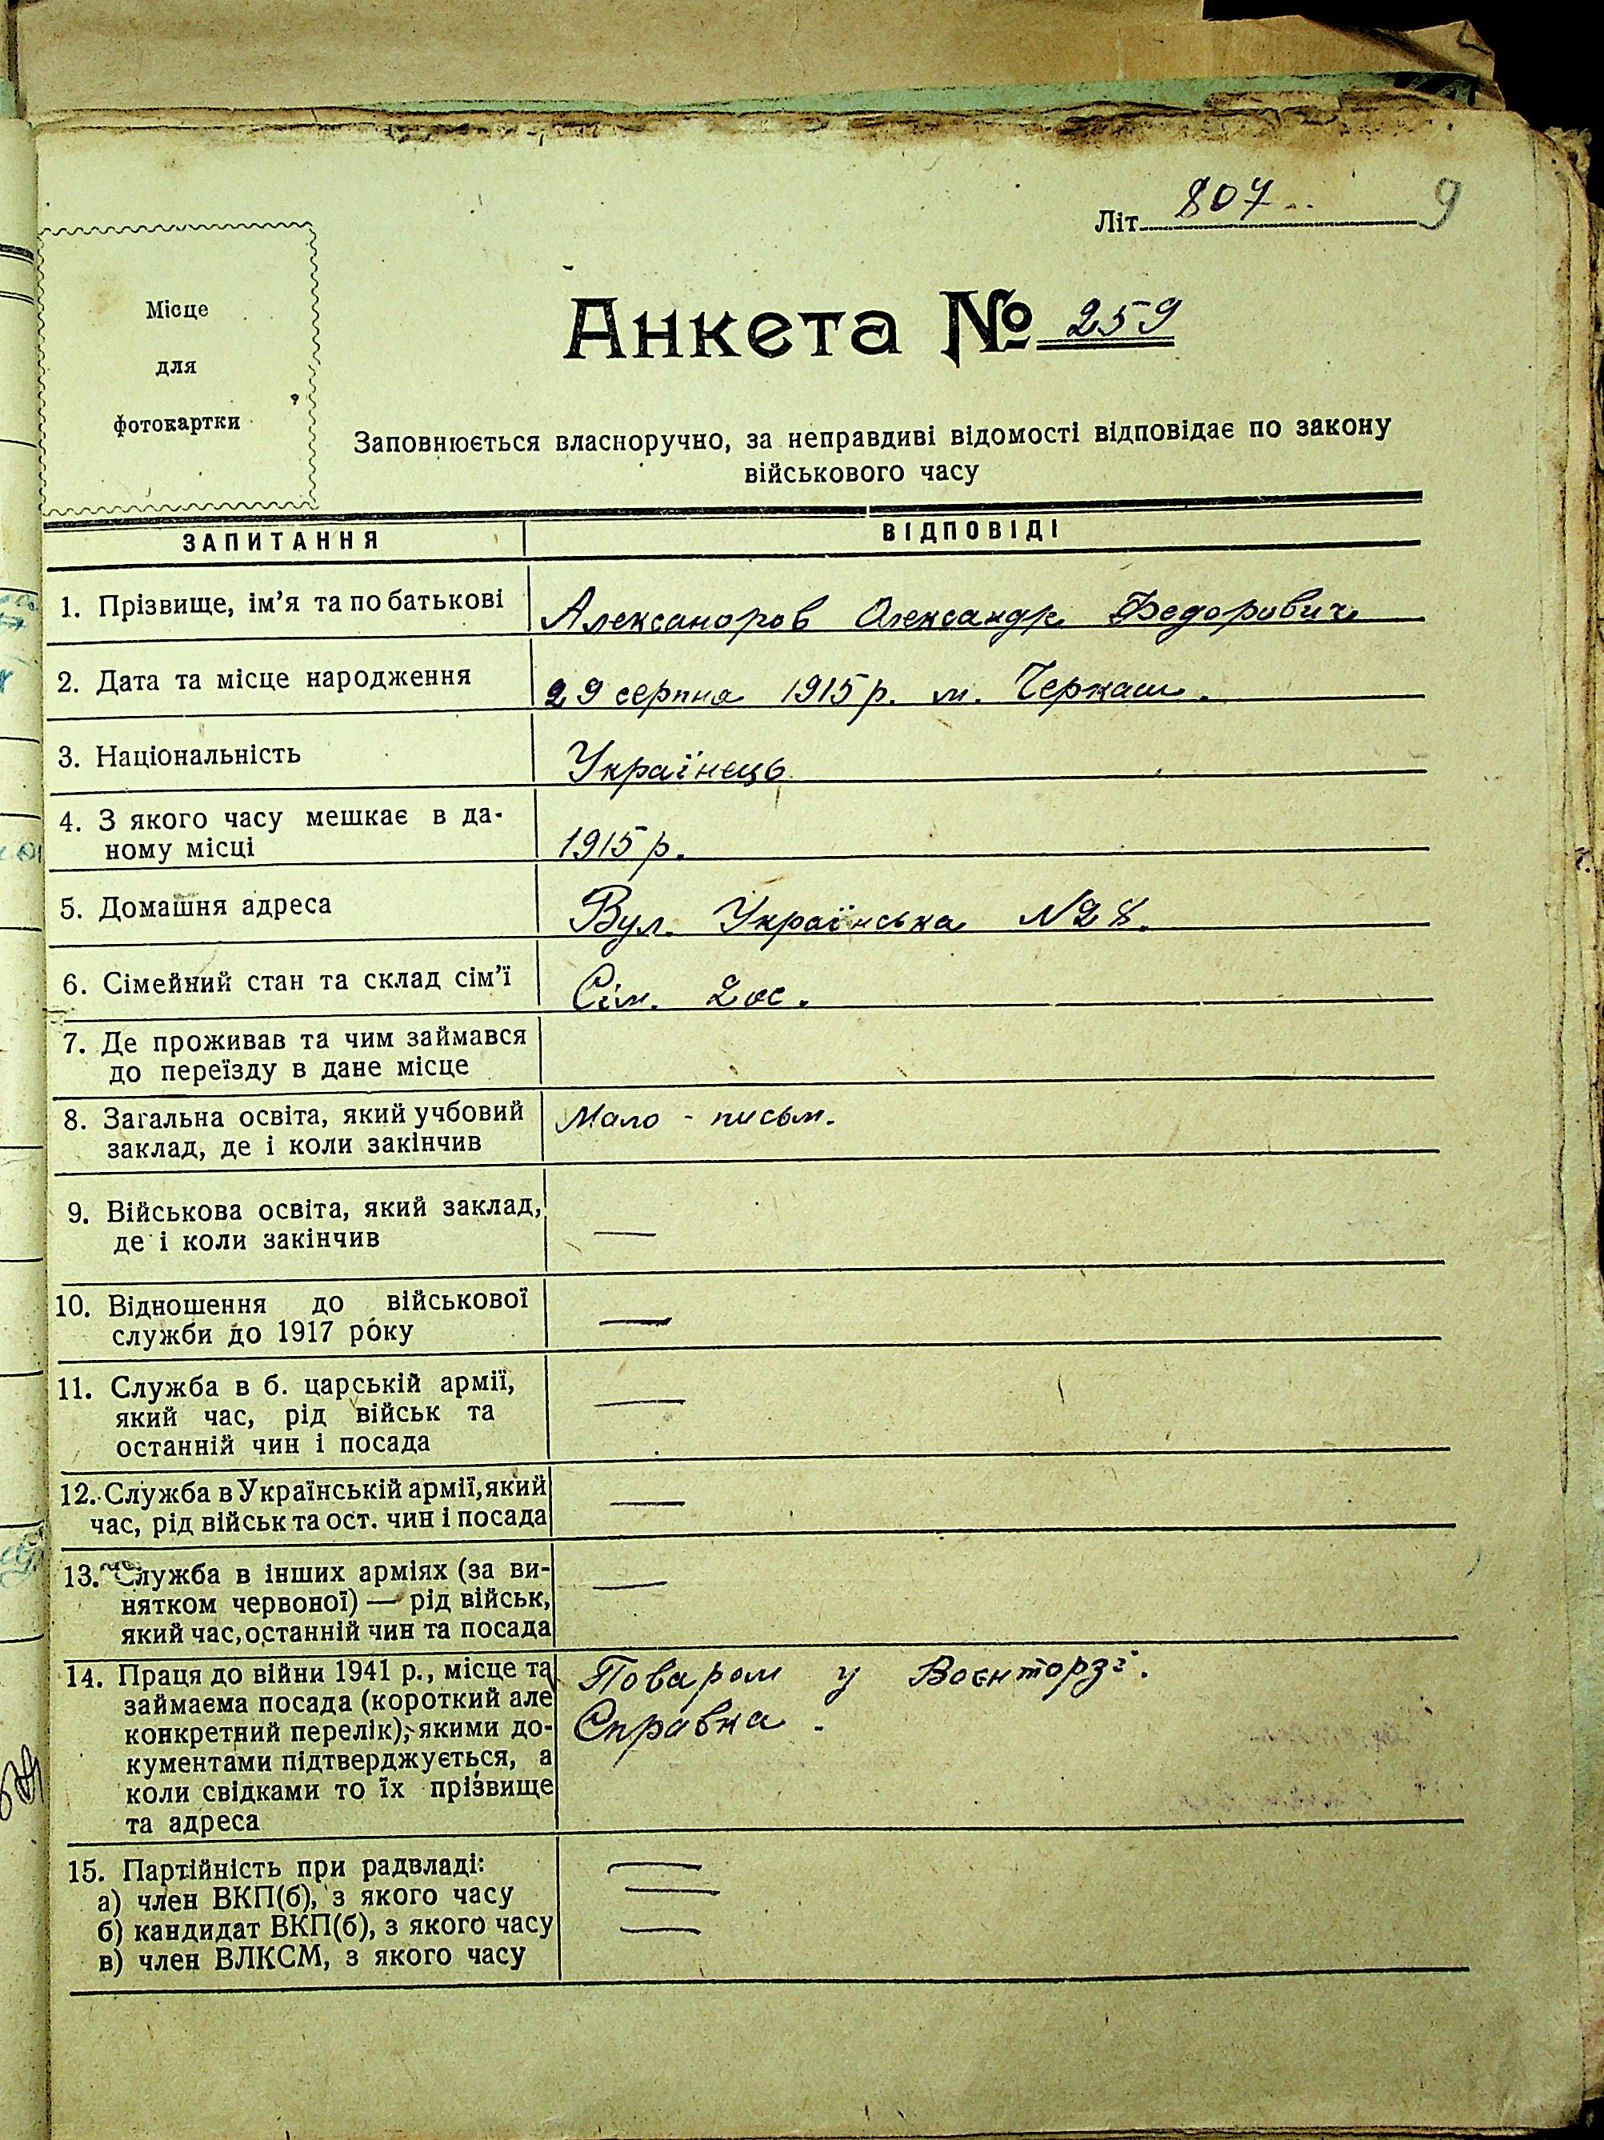 Літ. 807 9
Місце
для
фотокартки
Анкета № 259
Заповнюється власноручно, за неправдиві відомості відповідає по закону
військового часу
ЗАПИТАННЯ ВІДПОВІДІ
1. Прізвище, ім'я та по батькові Александров Олександр Федорович
2. Дата та місце народження 29 серпня 1915 р. м. Черкаси.
3. Національність Українець
4. З якого часу мешкає в да-
ному місці 1915 р.
5. Домашня адреса Вул. Українська №28.
6. Сімейний стан та склад сім'ї Сім. 2 ос.
7. Де проживав та чим займався
до переїзду в дане місце
8. Загальна освіта, який учбовий Мало - письм.
заклад, де і коли закінчив
9. Військова освіта, який заклад,
де і коли закінчив —
10. Відношення до військової
служби до 1917 року —
11. Служба в б. царській армії,
який час, рід військ та —
останній чин і посада
12. Служба в Українській армії, який —
час, рід військ та ост. чин і посада
13. Служба в інших арміях (за ви- —
нятком червоної) — рід військ,
який час, останній чин та посада
14. Праця до війни 1941 р., місце та Поваром у Воєнторзі.
займаєма посада (короткий але
конкретний перелік), якими до- Справка.
кументами підтверджується, а
коли свідками то їх прізвище
та адреса
15. Партійність при радвладі: —
а) член ВКП(б), з якого часу —
б) кандидат ВКП(б), з якого часу —
в) член ВЛКСМ, з якого часу